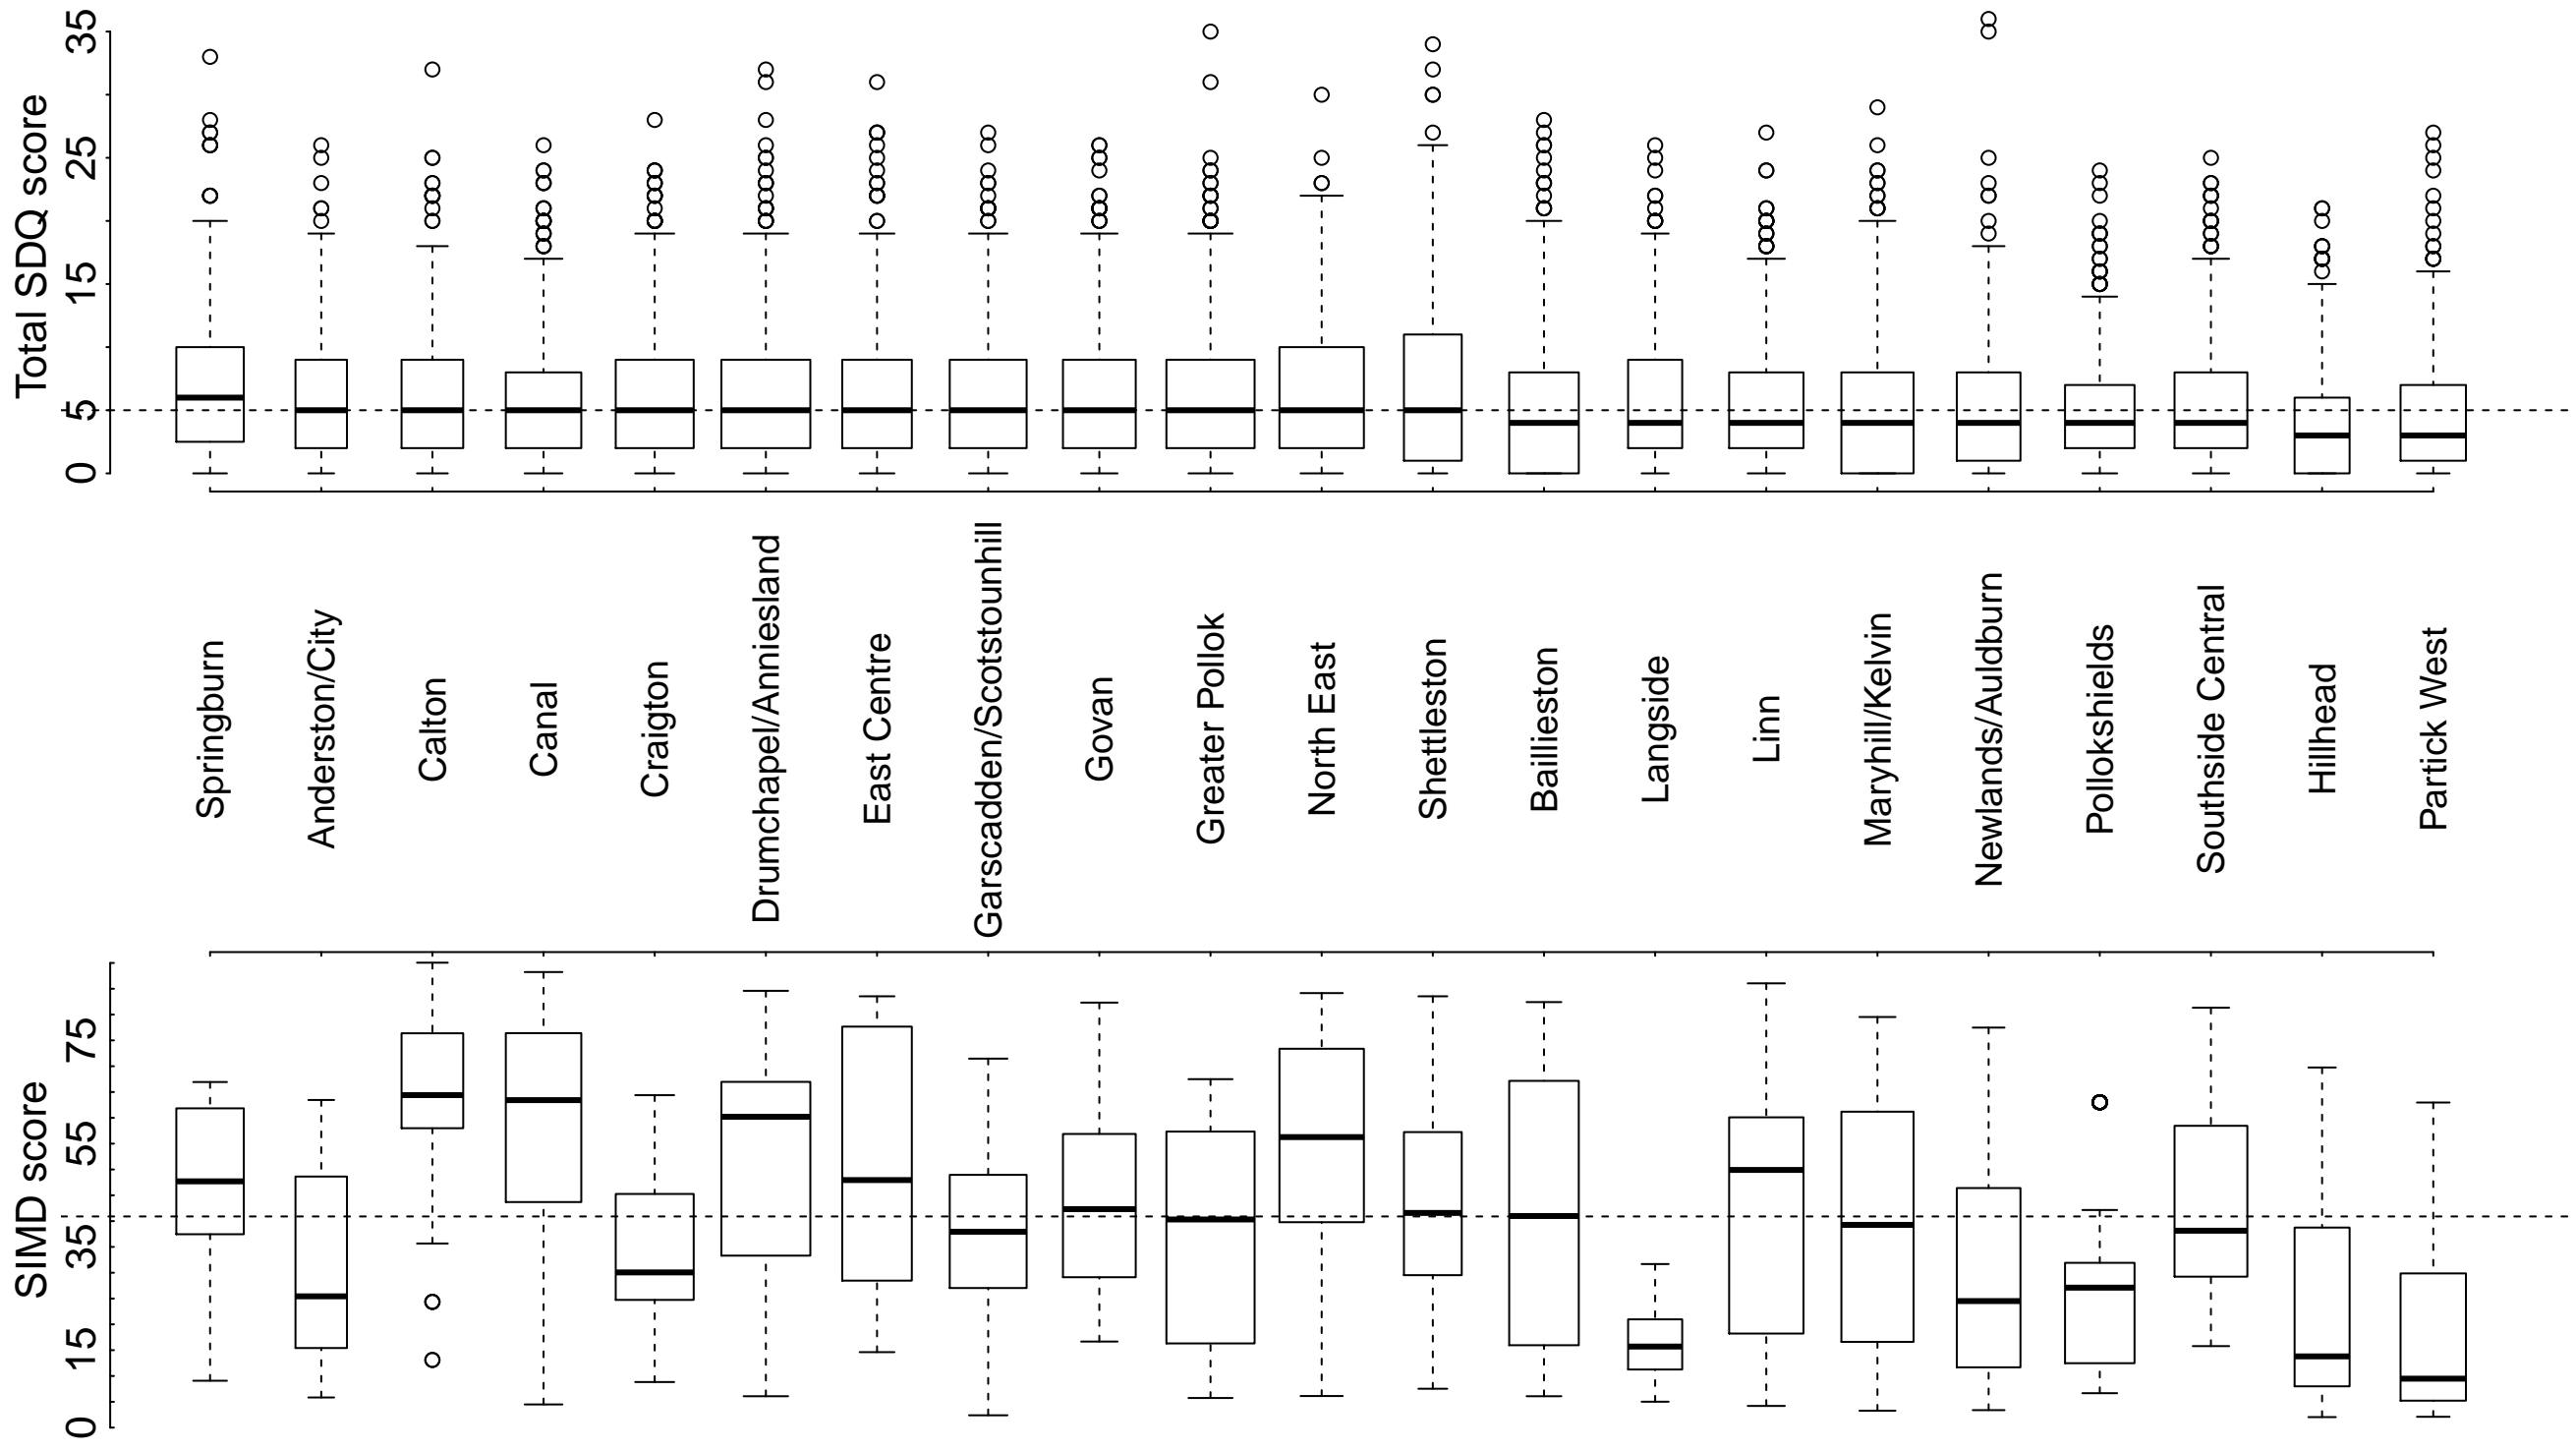 Total SDQ score
35
25
15
5
0
Springburn
Anderston/City
Calton
Canal
Craigton
Drumchapel/Anniesland
East Centre
Garscadden/Scotstounhill
Govan
Greater Pollok
North East
Shettleston
Baillieston
Langside
Linn
Maryhill/Kelvin
Newlands/Auldburn
Pollokshields
Southside Central
Hillhead
Partick West
SIMD score
75
55
35
15
0